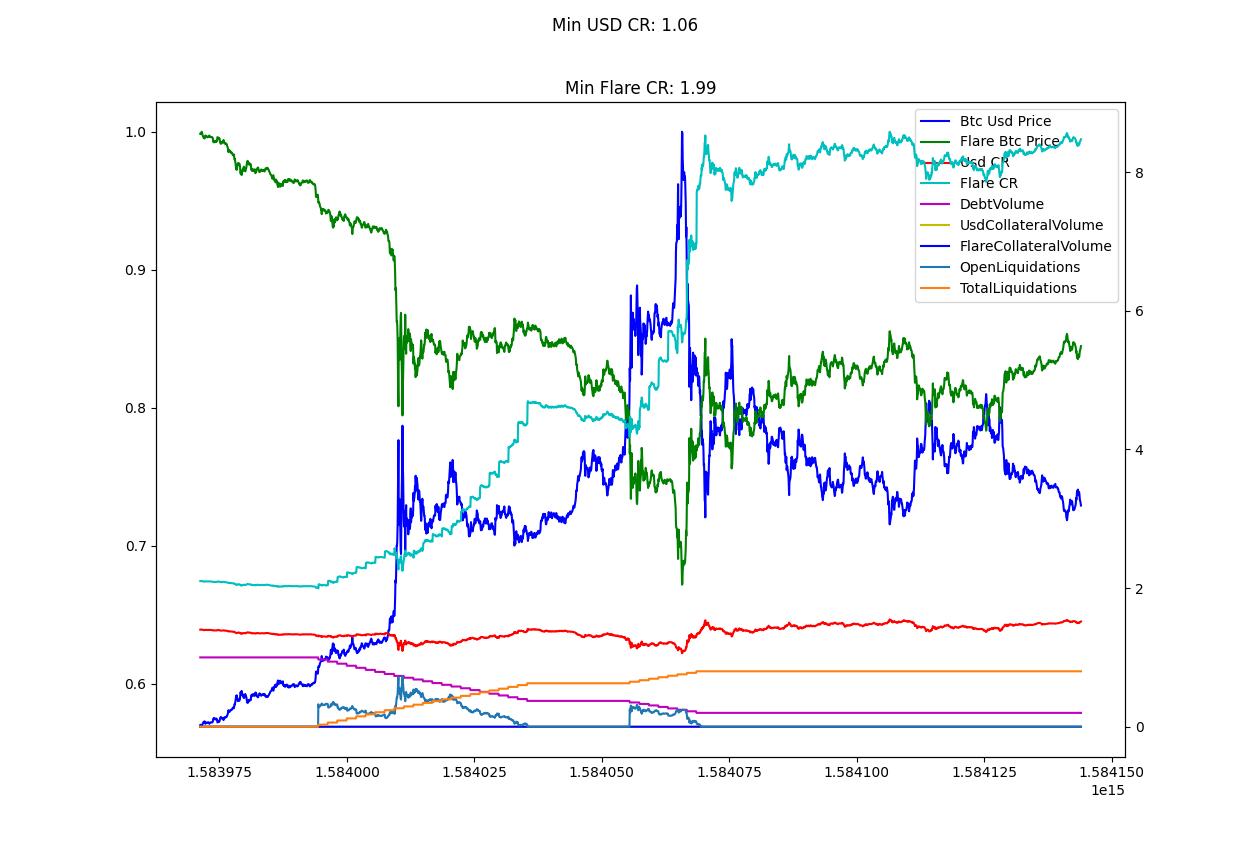 Min USD CR: 1.06
Min Flare CR: 1.99
Btc Usd Price
Flare Btc Price
Usd CR
Flare CR
DebtVolume
UsdCollateralVolume
FlareCollateralVolume
OpenLiquidations
TotalLiquidations
1.0
0.9
0.8
0.7
0.6
8
6
4
2
0
1.583975
1.584000
1.584025
1.584050
1.584075
1.584100
1.584125
1.584150
1e15